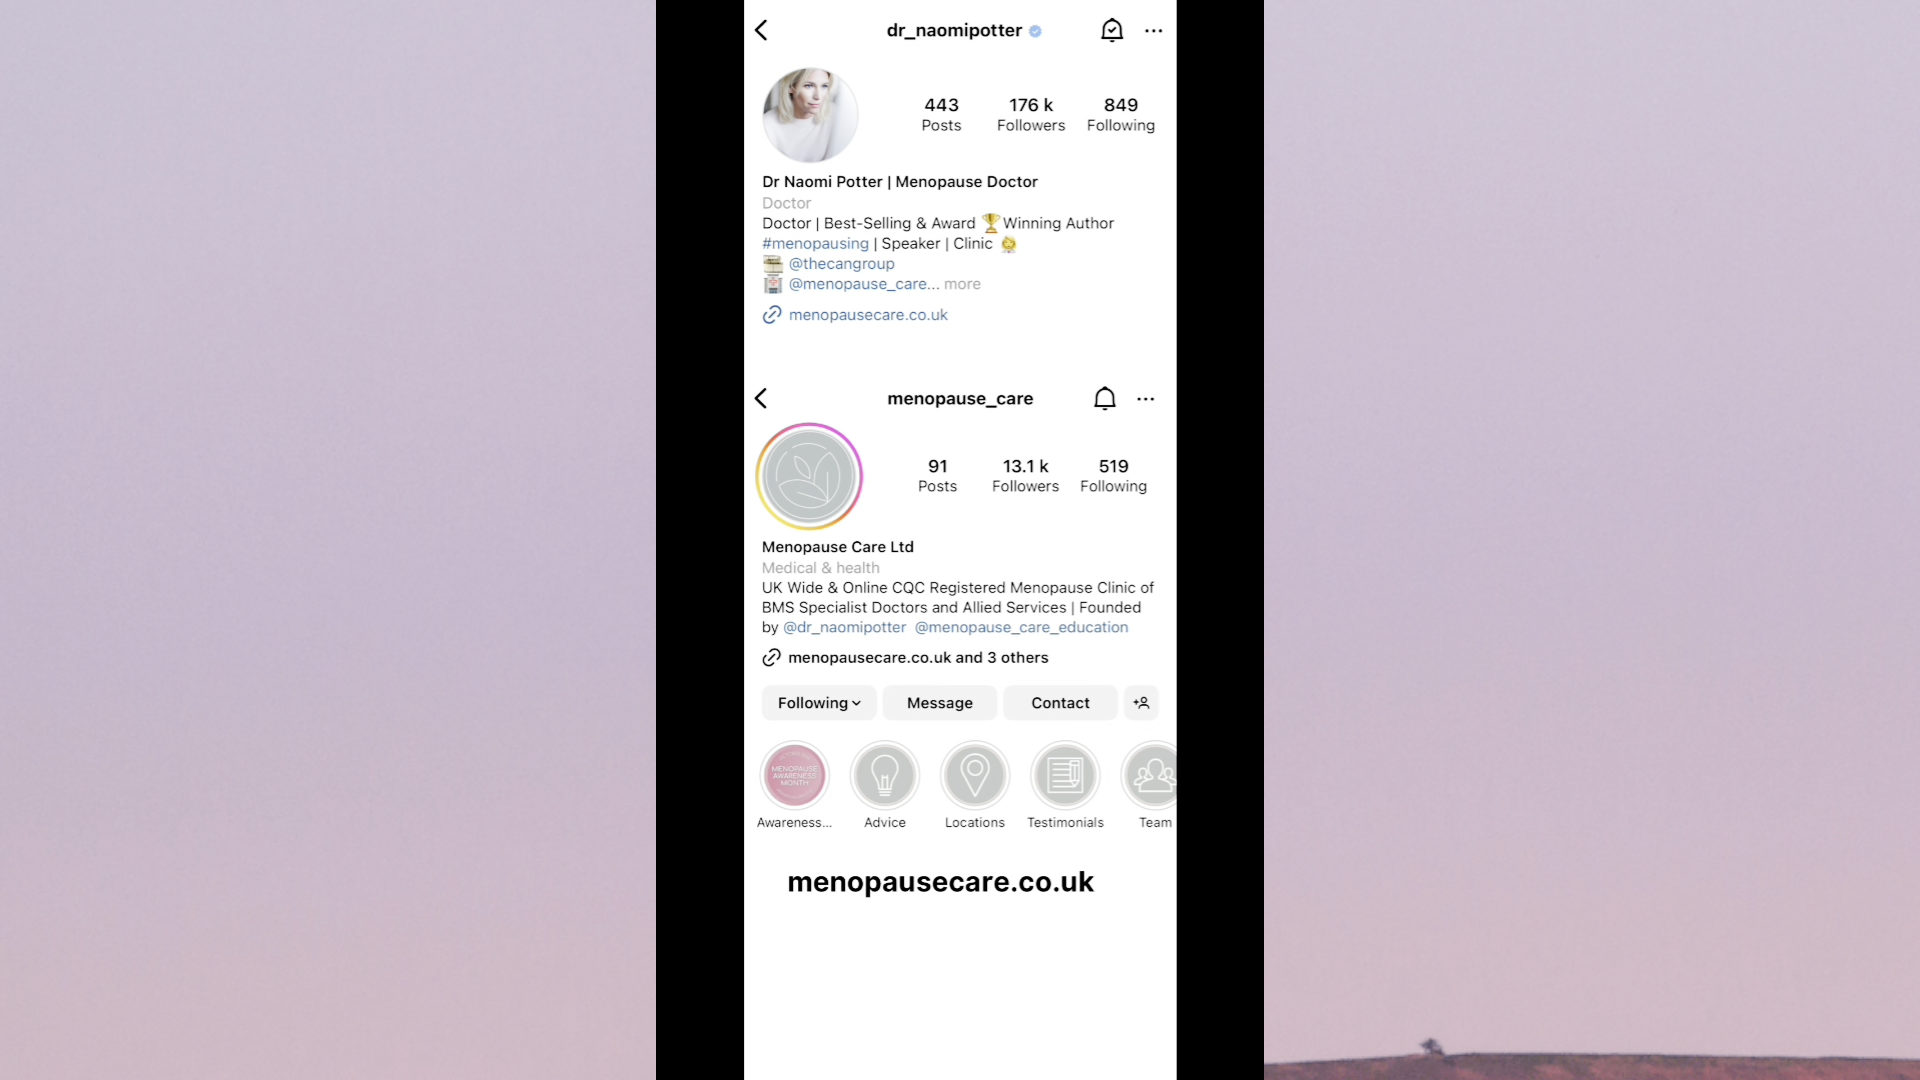 dr_naomipotter
443 176 k 849
Posts Followers Following
Dr Naomi Potter | Menopause Doctor
Doctor
Doctor | Best-Selling & Award 🏆Winning Author
#menopausing | Speaker | Clinic
@thecangroup
@menopause_care... more
menopausecare.co.uk
menopause_care
91 13.1 k 519
Posts Followers Following
Menopause Care Ltd
Medical & health
UK Wide & Online CQC Registered Menopause Clinic of
BMS Specialist Doctors and Allied Services | Founded
by @dr_naomipotter @menopause_care_education
menopausecare.co.uk and 3 others
Following Message Contact
MENOPAUSE
AWARENESS
MONTH
Awareness... Advice Locations Testimonials Team
menopausecare.co.uk